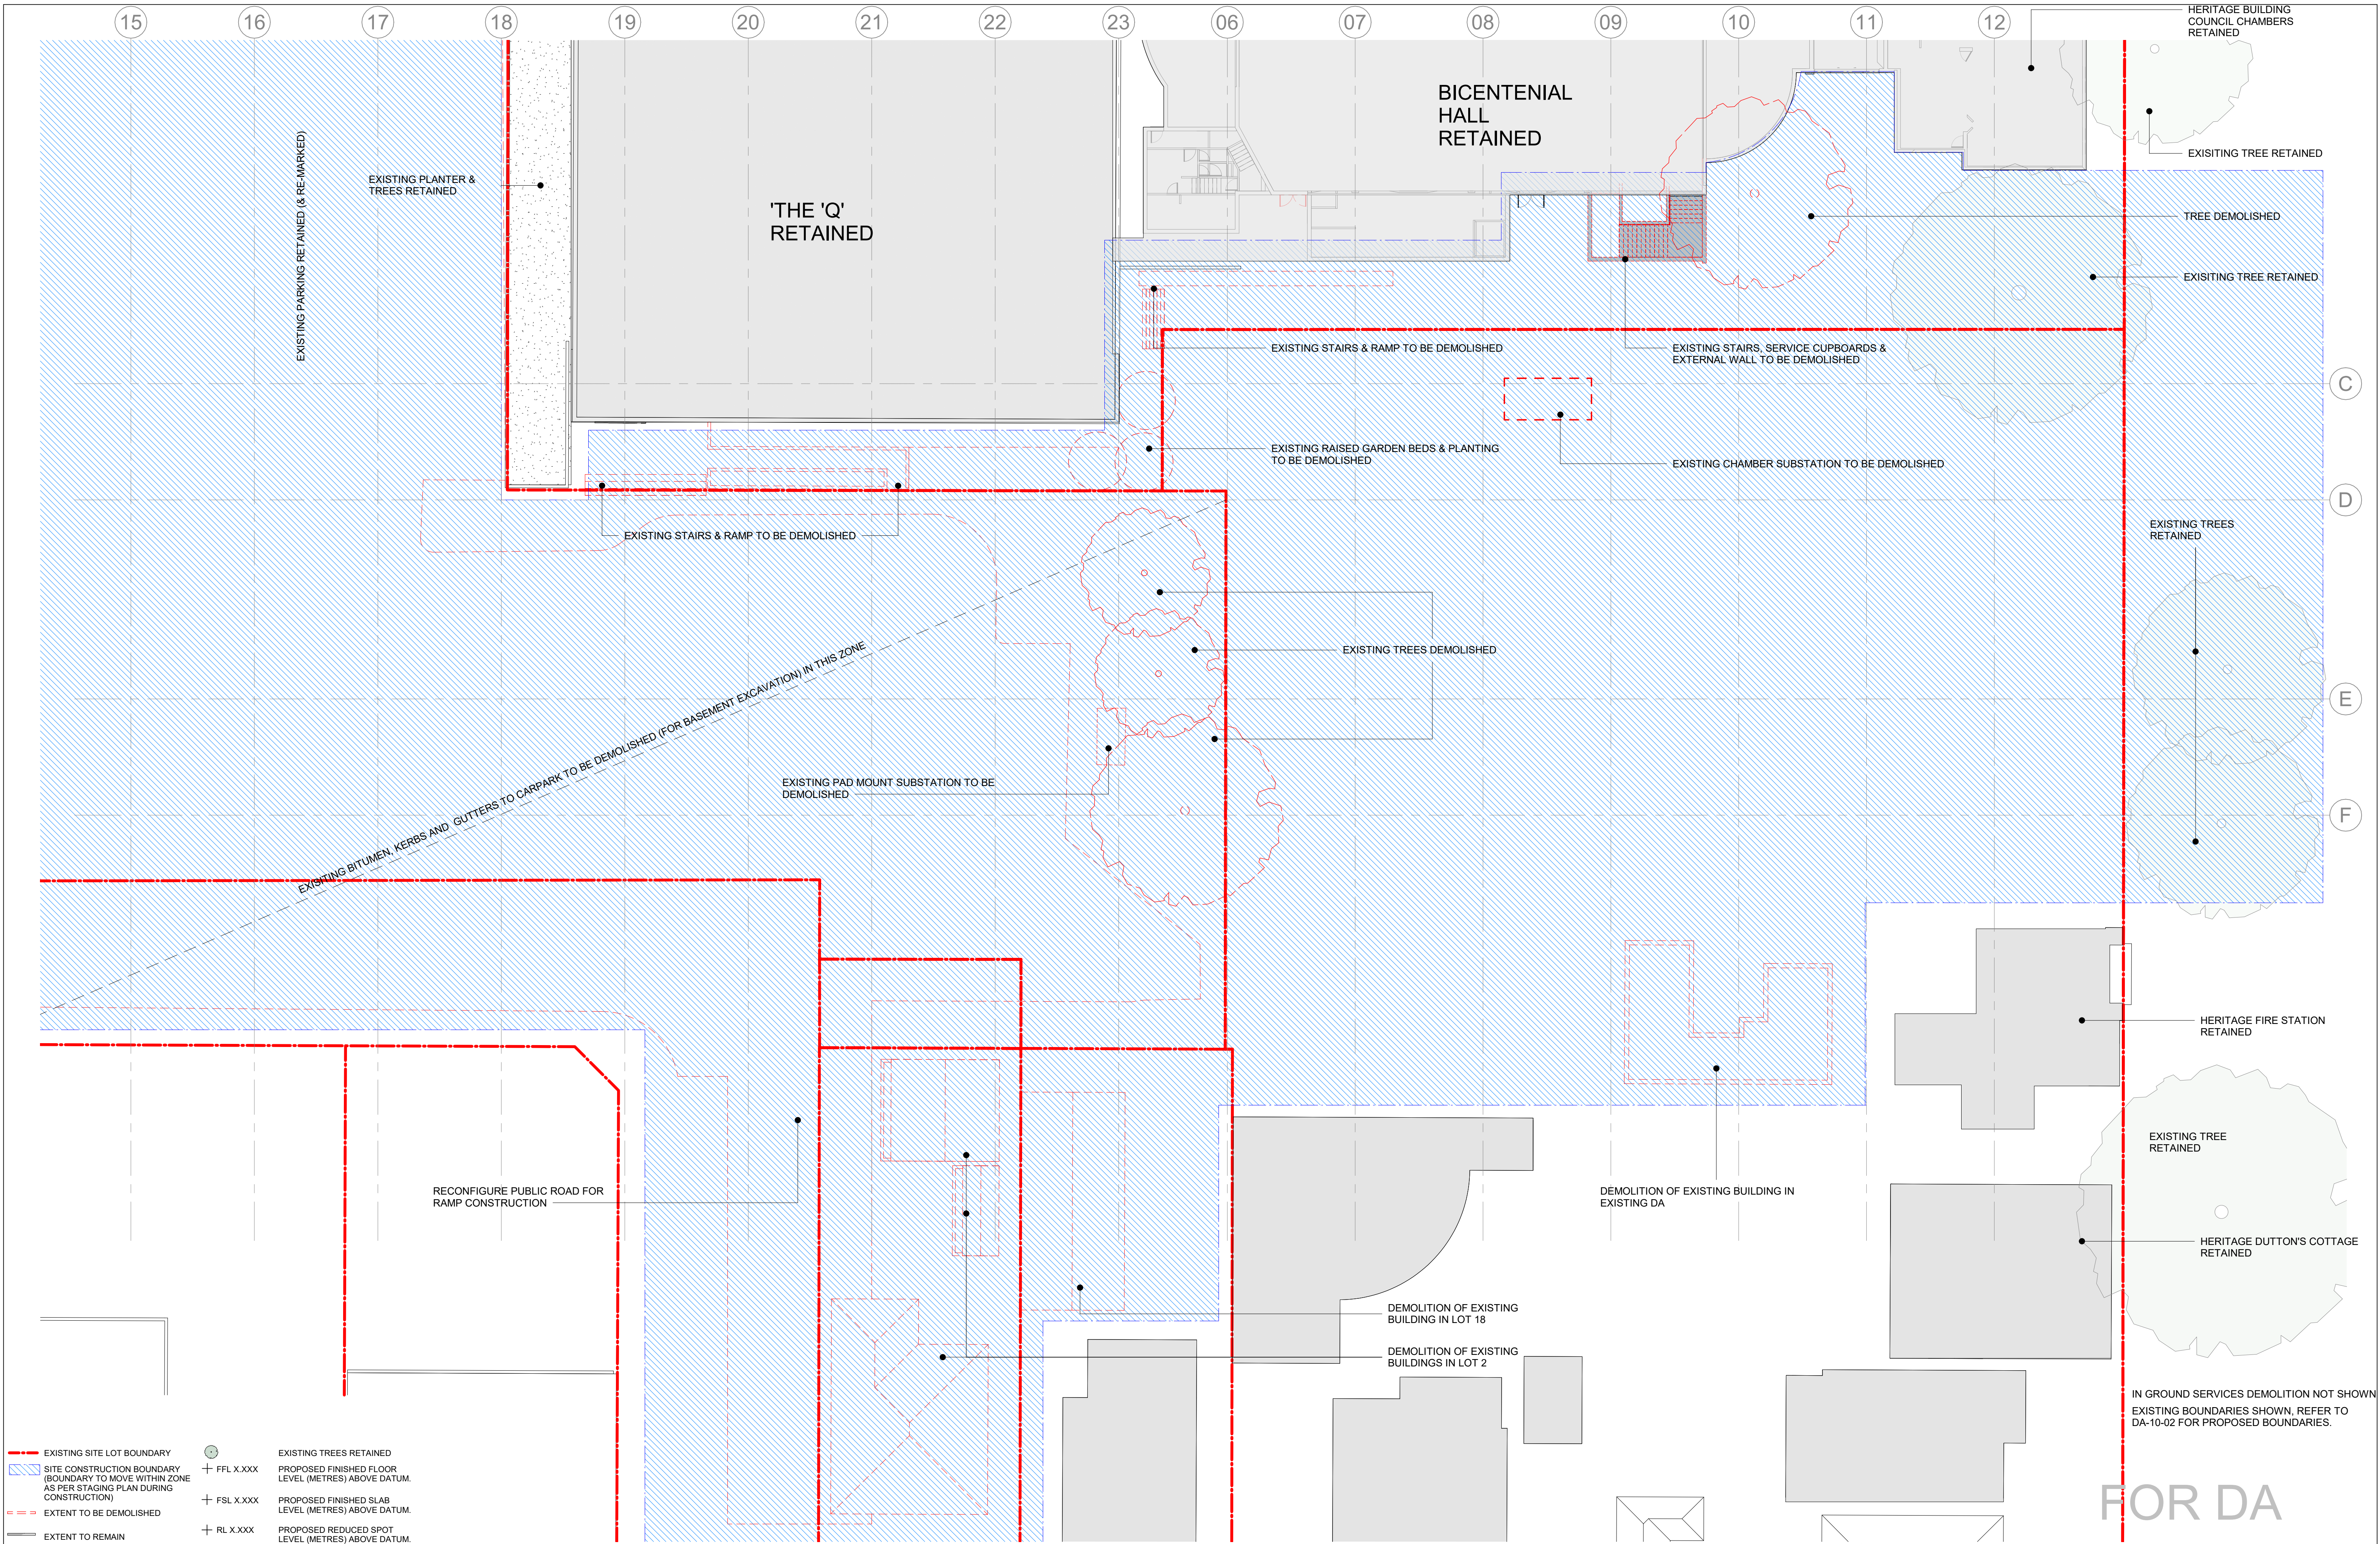 15
16
17
18
19
20
21
22
23
06
07
08
09
10
11
12
HERITAGE BUILDING
COUNCIL CHAMBERS
RETAINED
EXISTING PARKING RETAINED (& RE-MARKED)
EXISTING PLANTER &
TREES RETAINED
'THE 'Q'
RETAINED
BICENTENIAL
HALL
RETAINED
EXISITING TREE RETAINED
TREE DEMOLISHED
EXISITING TREE RETAINED
EXISTING STAIRS & RAMP TO BE DEMOLISHED
EXISTING STAIRS, SERVICE CUPBOARDS &
EXTERNAL WALL TO BE DEMOLISHED
C
EXISTING RAISED GARDEN BEDS & PLANTING
TO BE DEMOLISHED
EXISTING CHAMBER SUBSTATION TO BE DEMOLISHED
D
EXISTING STAIRS & RAMP TO BE DEMOLISHED
EXISTING TREES
RETAINED
EXISTING TREES DEMOLISHED
EXISITING BITUMEN, KERBS AND GUTTERS TO CARPARK TO BE DEMOLISHED (FOR BASEMENT EXCAVATION) IN THIS ZONE
E
EXISTING PAD MOUNT SUBSTATION TO BE
DEMOLISHED
F
HERITAGE FIRE STATION
RETAINED
EXISTING TREE
RETAINED
RECONFIGURE PUBLIC ROAD FOR
RAMP CONSTRUCTION
DEMOLITION OF EXISTING BUILDING IN
EXISTING DA
HERITAGE DUTTON'S COTTAGE
RETAINED
DEMOLITION OF EXISTING
BUILDING IN LOT 18
DEMOLITION OF EXISTING
BUILDINGS IN LOT 2
IN GROUND SERVICES DEMOLITION NOT SHOWN
EXISTING BOUNDARIES SHOWN, REFER TO
DA-10-02 FOR PROPOSED BOUNDARIES.
EXISTING SITE LOT BOUNDARY
SITE CONSTRUCTION BOUNDARY
(BOUNDARY TO MOVE WITHIN ZONE
AS PER STAGING PLAN DURING
CONSTRUCTION)
EXTENT TO BE DEMOLISHED
EXTENT TO REMAIN
EXISTING TREES RETAINED
FFL X.XXX PROPOSED FINISHED FLOOR
LEVEL (METRES) ABOVE DATUM.
FSL X.XXX PROPOSED FINISHED SLAB
LEVEL (METRES) ABOVE DATUM.
RL X.XXX PROPOSED REDUCED SPOT
LEVEL (METRES) ABOVE DATUM.
FOR DA